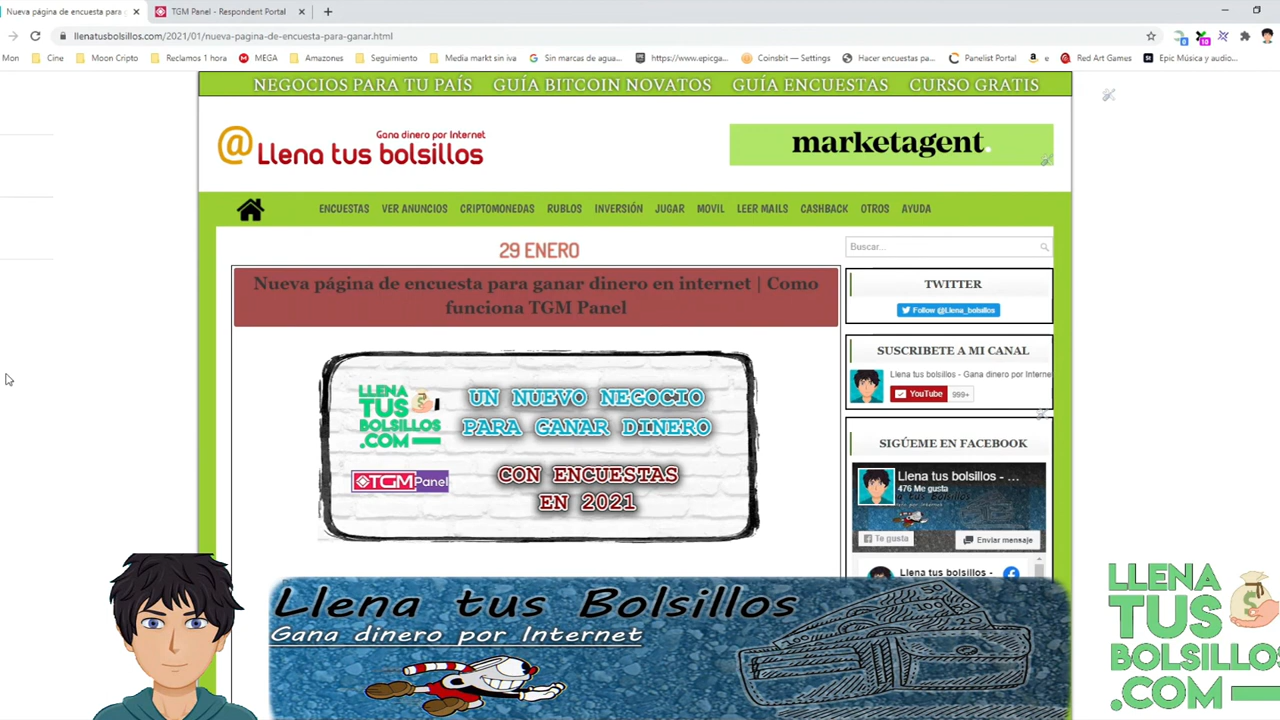 Nueva página de encuesta para
TGM Panel - Respondent Portal
llenatusbolsillos.com/2021/01/nueva-pagina-de-encuesta-para-ganar.html
Mon
Cine
Moon Cripto
Reclamos 1 hora
MEGA
Amazones
Seguimiento
Media markt sin iva
Sin marcas de agua...
https://www.epicga...
Coinsbit — Settings
Hacer encuestas pa...
Panelist Portal
e
Red Art Games
Epic Música y audio...
NEGOCIOS PARA TU PAÍS
GUÍA BITCOIN NOVATOS
GUÍA ENCUESTAS
CURSO GRATIS
Gana dinero por Internet
@Llena tus bolsillos
marketagent.
ENCUESTAS
VER ANUNCIOS
CRIPTOMONEDAS
RUBLOS
INVERSIÓN
JUGAR
MOVIL
LEER MAILS
CASHBACK
OTROS
AYUDA
29 ENERO
Nueva página de encuesta para ganar dinero en internet | Como
funciona TGM Panel
LLENA
TUS
BOLSILLOS
.COM
UN NUEVO NEGOCIO
PARA GANAR DINERO
TGM Panel
CON ENCUESTAS
EN 2021
Buscar...
TWITTER
Follow @Llena_bolsillos
SUSCRIBETE A MI CANAL
Llena tus bolsillos - Gana dinero por Interne
YouTube
999+
SIGÜEME EN FACEBOOK
Llena tus bolsillos - ...
476 Me gusta
Te gusta
Enviar mensaje
Llena tus bolsillos -
Llena tus Bolsillos
Gana dinero por Internet
LLENA
TUS
BOLSILLOS
.COM